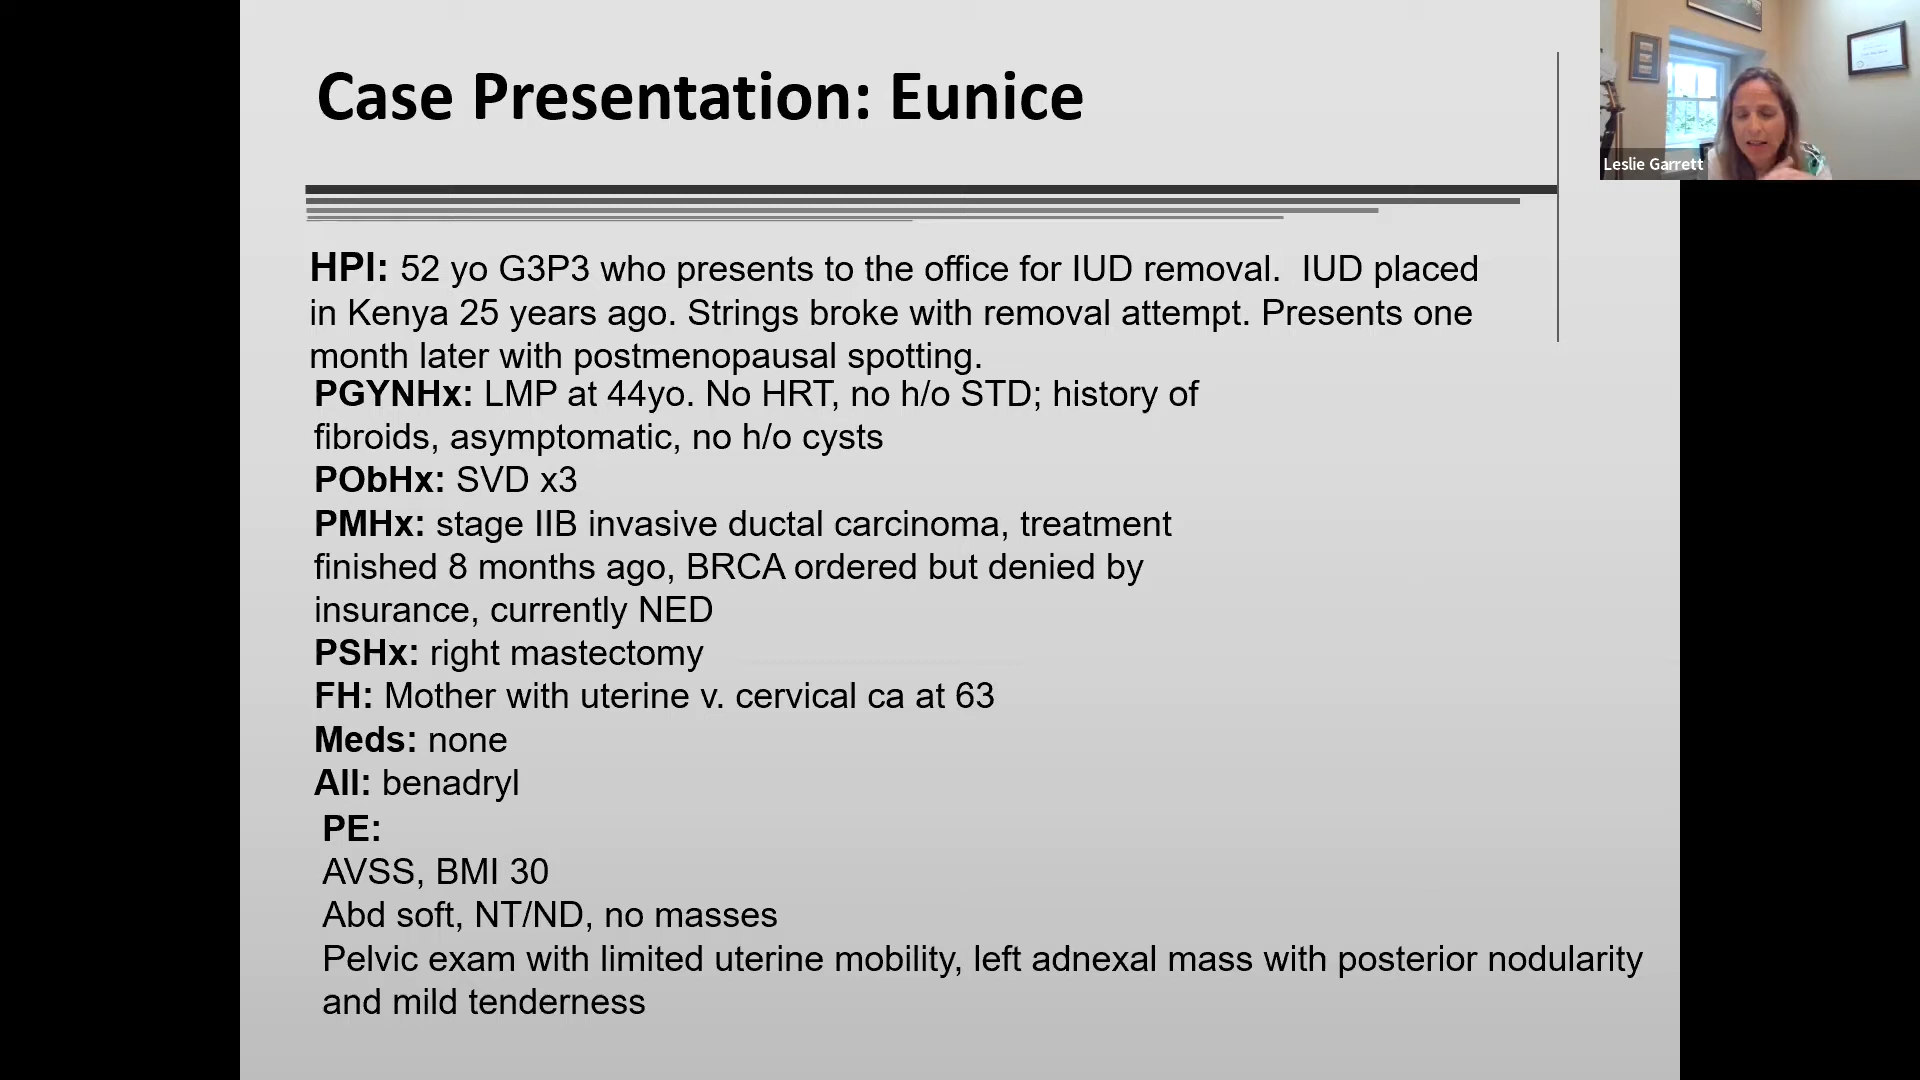 Case Presentation: Eunice
Leslie Garrett
HPI: 52 yo G3P3 who presents to the office for IUD removal.  IUD placed
in Kenya 25 years ago. Strings broke with removal attempt. Presents one
month later with postmenopausal spotting.
PGYNHx: LMP at 44yo. No HRT, no h/o STD; history of
fibroids, asymptomatic, no h/o cysts
PObHx: SVD x3
PMHx: stage IIB invasive ductal carcinoma, treatment
finished 8 months ago, BRCA ordered but denied by
insurance, currently NED
PSHx: right mastectomy
FH: Mother with uterine v. cervical ca at 63
Meds: none
All: benadryl
PE:
AVSS, BMI 30
Abd soft, NT/ND, no masses
Pelvic exam with limited uterine mobility, left adnexal mass with posterior nodularity
and mild tenderness